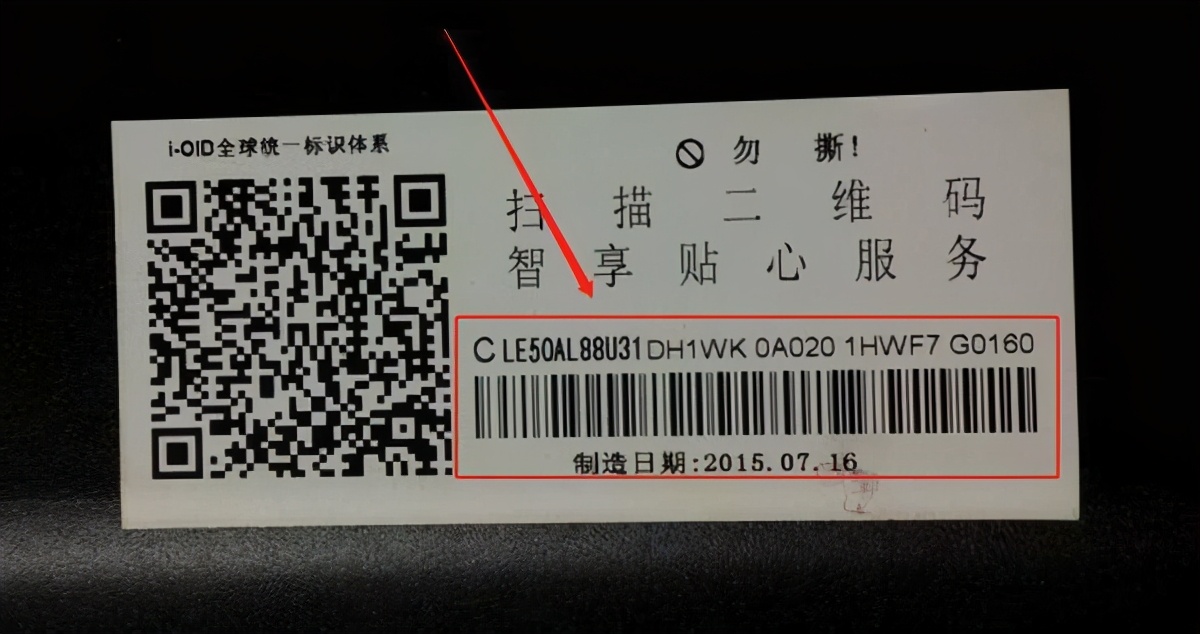 i-OID全球统一标识体系
勿 撕!
扫 描 二 维 码
智 享 贴 心 服 务
C LE50AL88U31 DH1WK 0A020 1HWF7 G0160
制造日期:2015.07.16